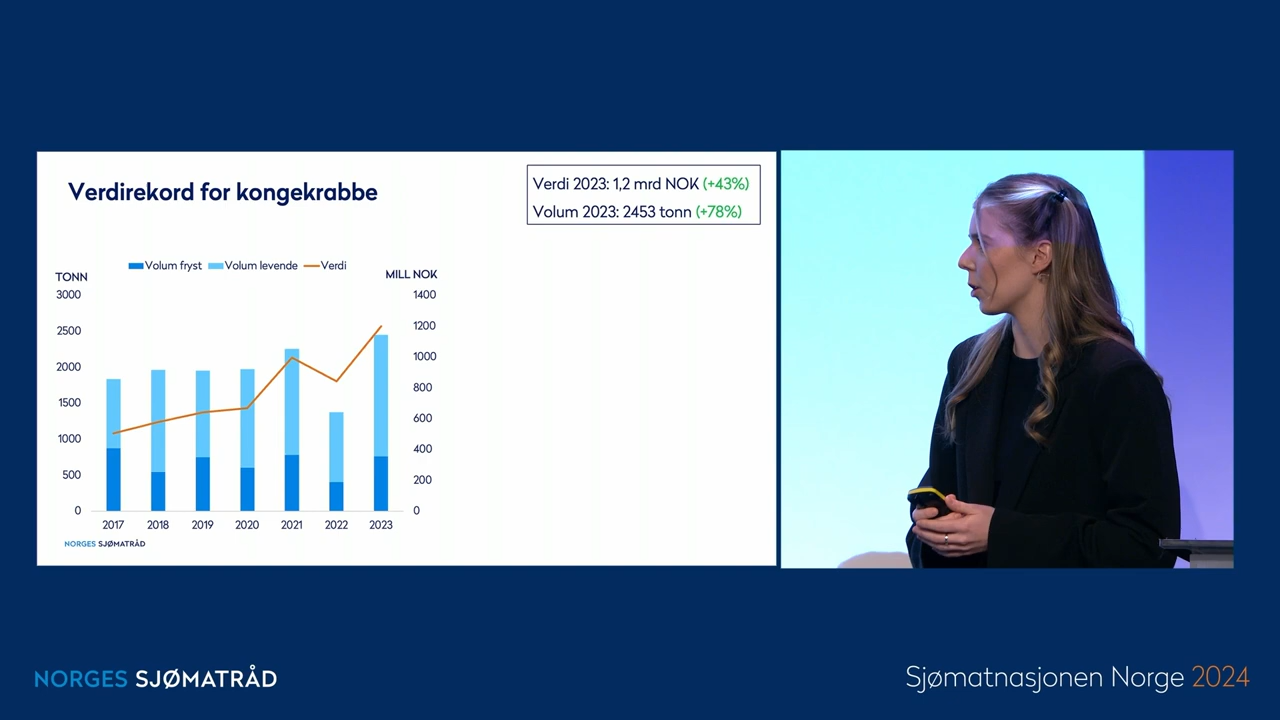 Verdirekord for kongekrabbe
Verdi 2023: 1,2 mrd NOK (+43%)
Volum 2023: 2453 tonn (+78%)
Volum fryst Volum levende Verdi
TONN
MILL NOK
3000
2500
2000
1500
1000
500
0
1400
1200
1000
800
600
400
200
0
2017 2018 2019 2020 2021 2022 2023
NORGES SJØMATRÅD
NORGES SJØMATRÅD
Sjømatnasjonen Norge 2024